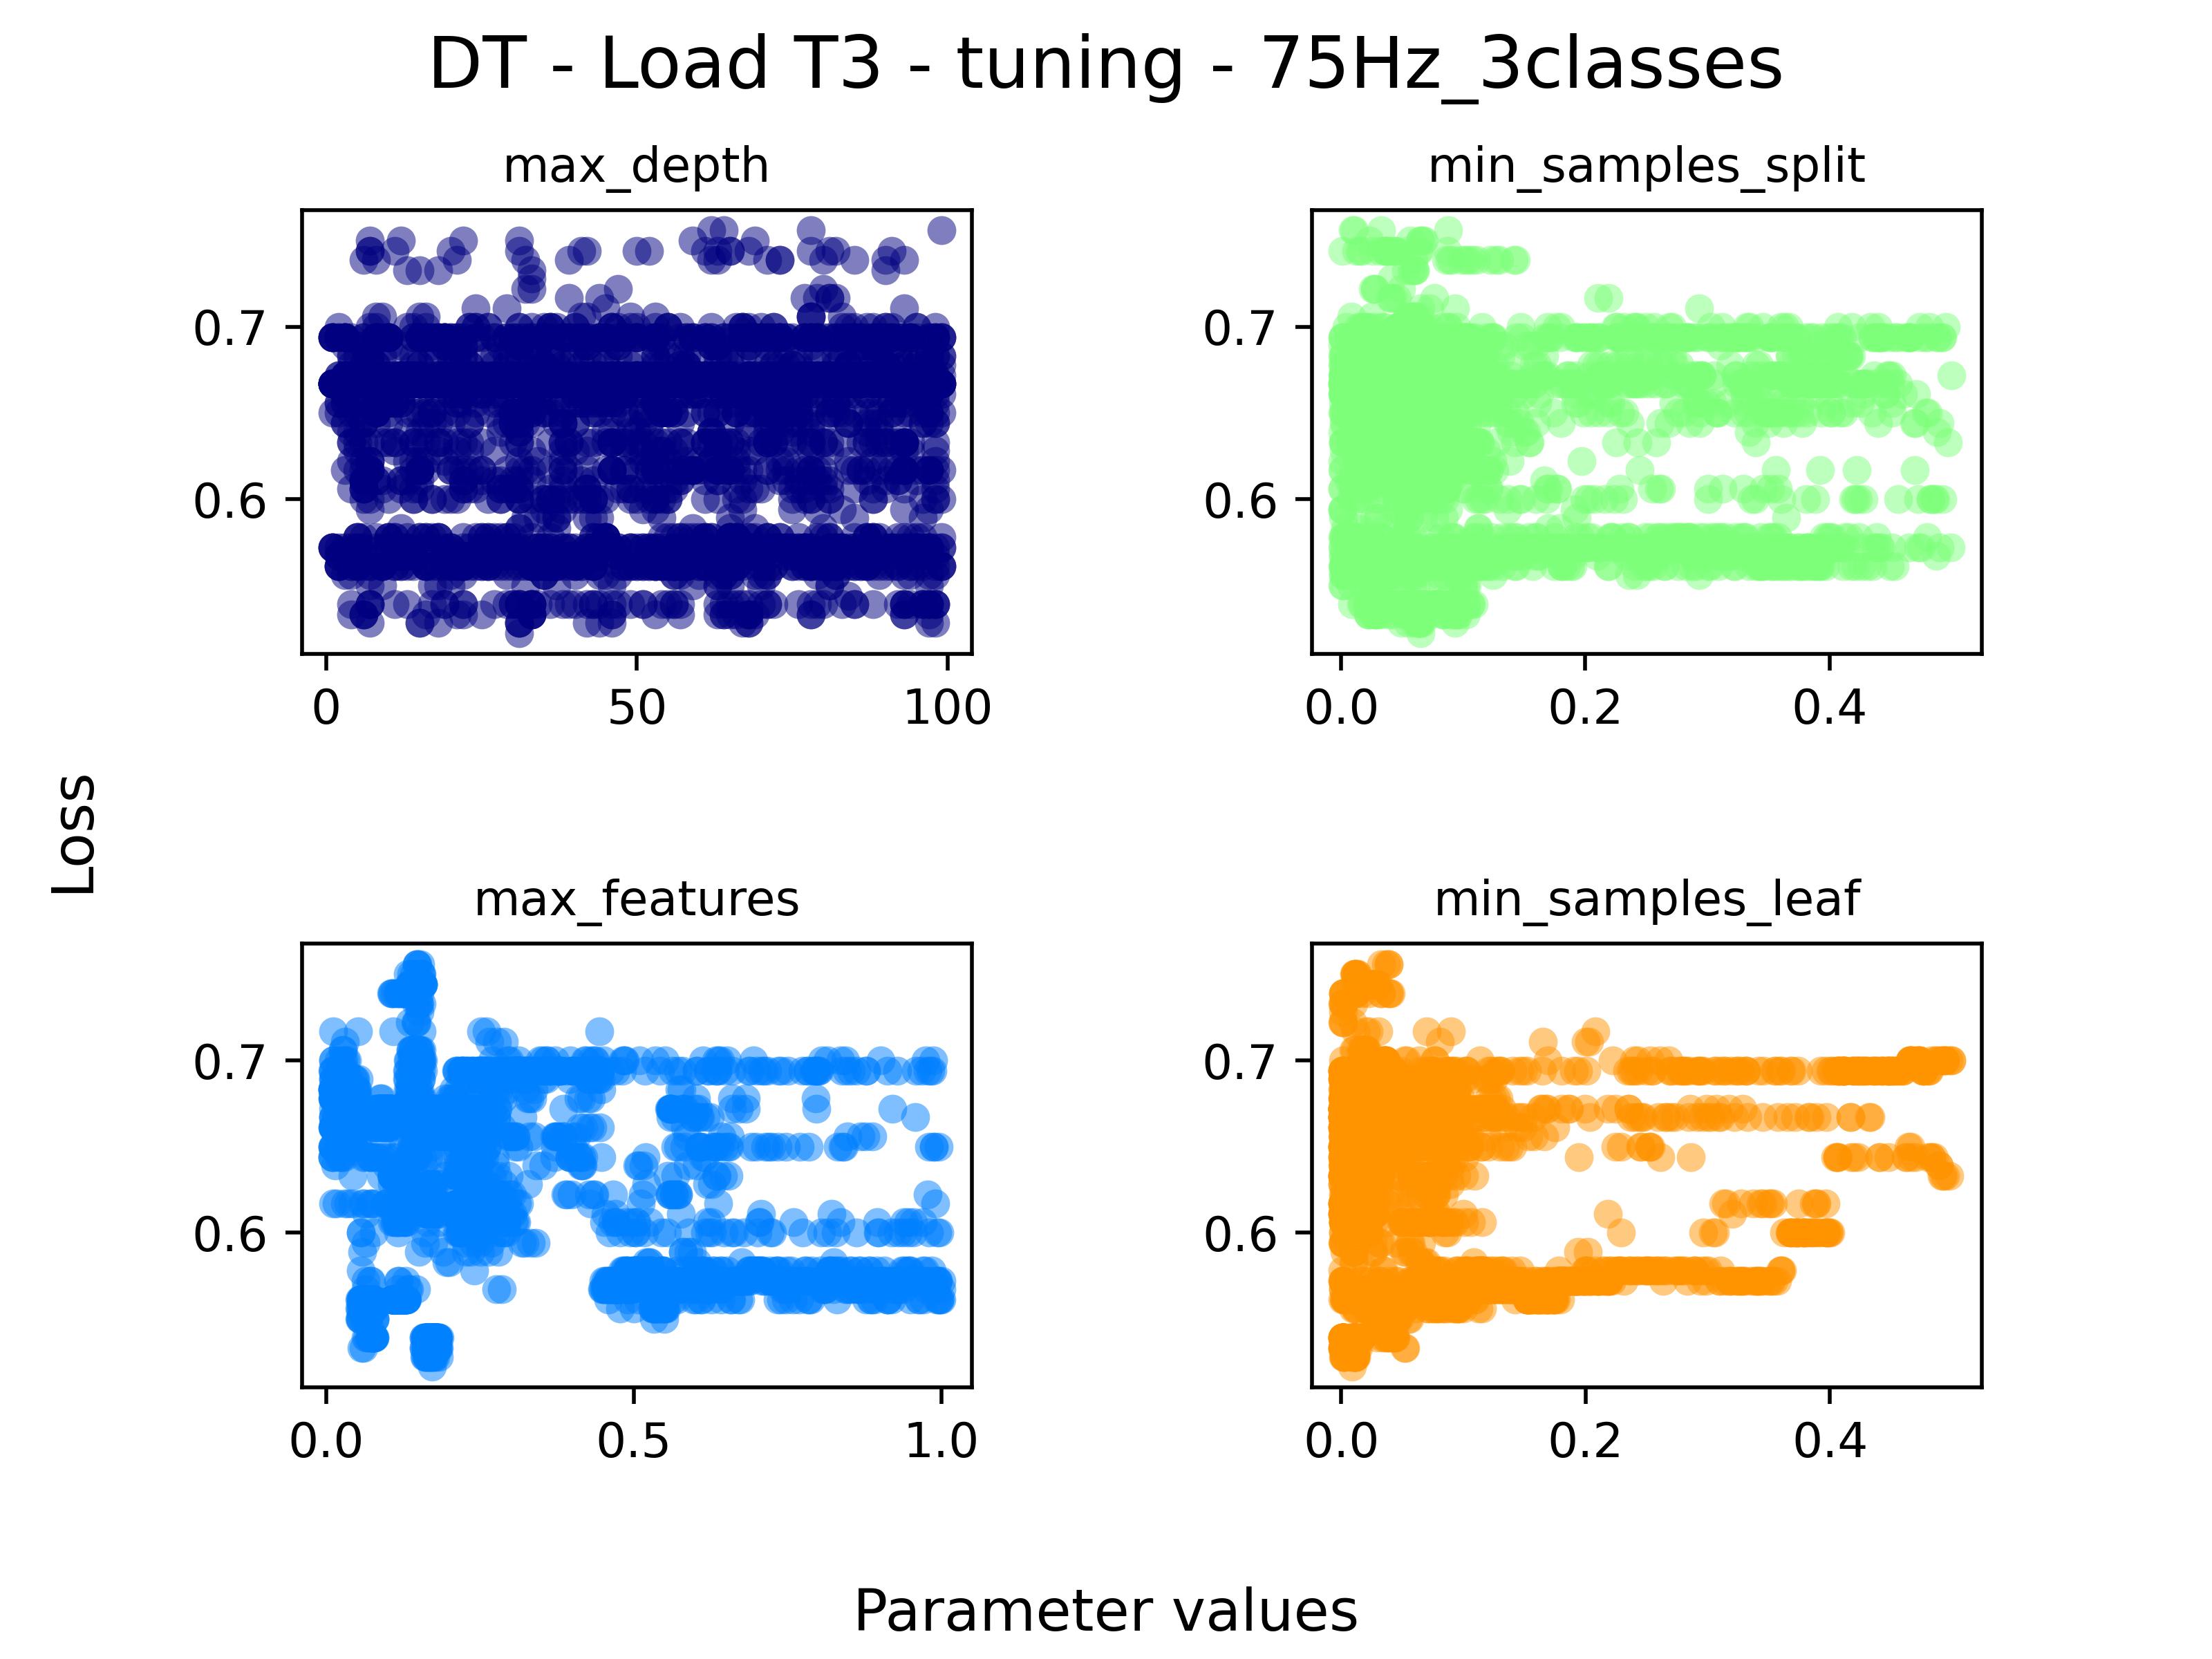 DT - Load T3 - tuning - 75Hz_3classes
max_depth
min_samples_split
0.7
0.6
0 50 100
0.7
0.6
0.0 0.2 0.4
Loss
max_features
min_samples_leaf
0.7
0.6
0.0 0.5 1.0
0.7
0.6
0.0 0.2 0.4
Parameter values